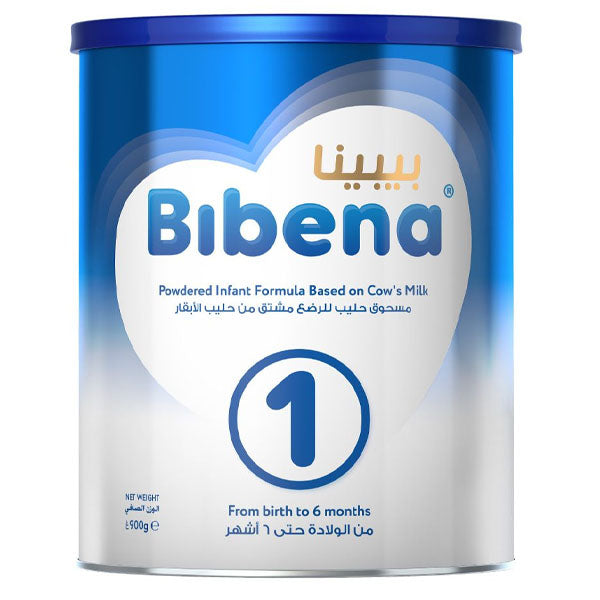 بيبينا
Bibena®
Powdered Infant Formula Based on Cow's Milk
مسحوق حليب للرضع مشتق من حليب الأبقار
1
From birth to 6 months
من الولادة حتى ٦ أشهر
NET WEIGHT
الوزن الصافي
900g ℮